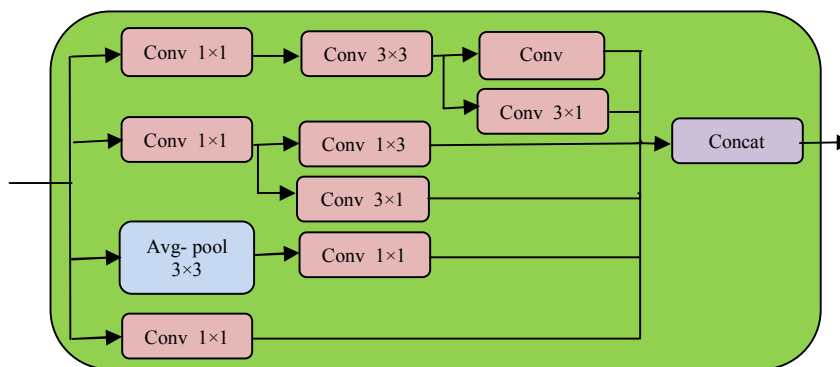 Conv 1×1
Conv 3×3
Conv
Conv 3×1
Conv 1×1
Conv 1×3
Concat
Conv 3×1
Avg- pool
3×3
Conv 1×1
Conv 1×1